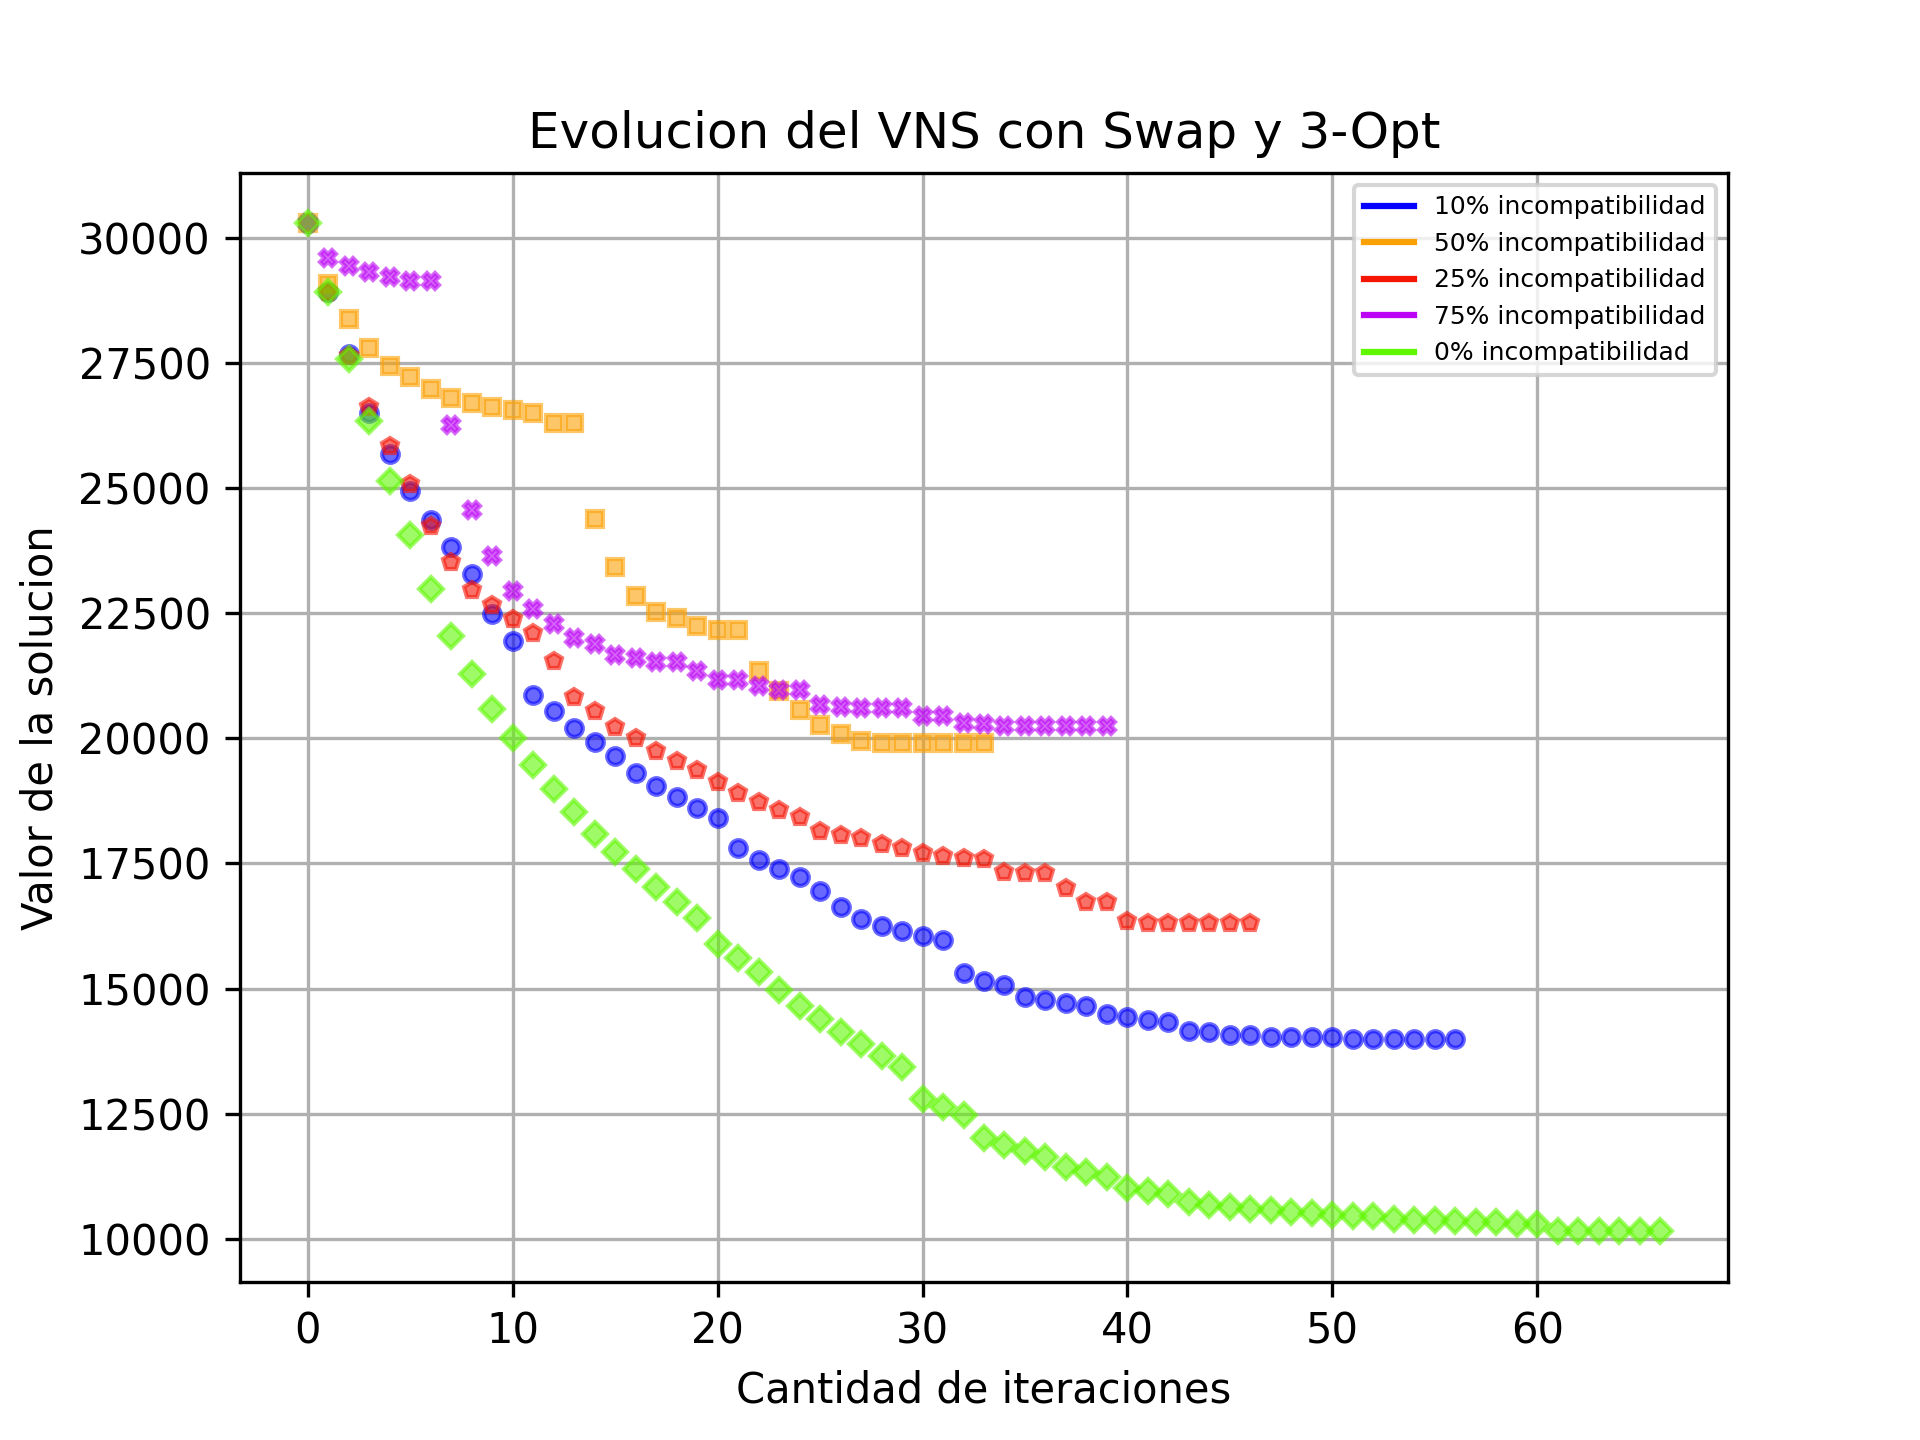 Evolucion del VNS con Swap y 3-Opt
10% incompatibilidad
50% incompatibilidad
25% incompatibilidad
75% incompatibilidad
0% incompatibilidad
Valor de la solucion
30000
27500
25000
22500
20000
17500
15000
12500
10000
0 10 20 30 40 50 60
Cantidad de iteraciones